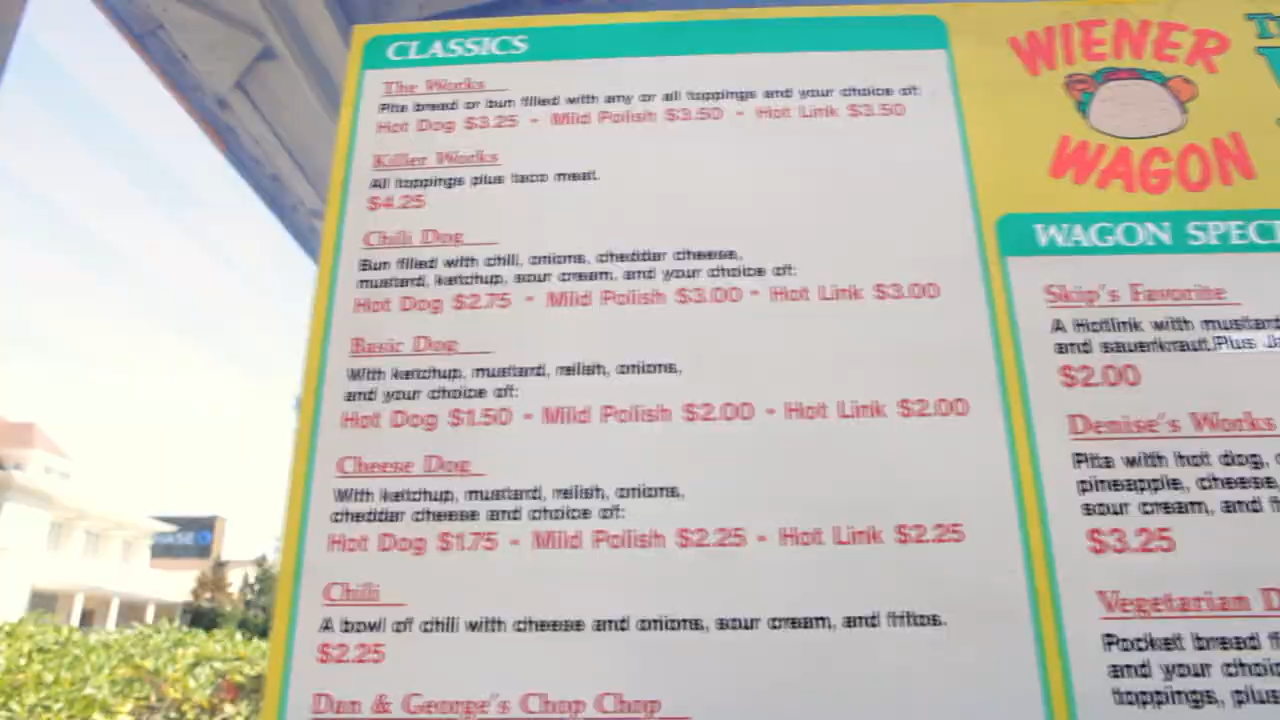 CLASSICS
The Works
Pita bread or bun filled with any or all toppings and your choice of:
Hot Dog $3.25 - Mild Polish $3.50 - Hot Link $3.50
Killer Works
All toppings plus taco meat.
$4.25
Chili Dog
Bun filled with chili, onions, cheddar cheese,
mustard, ketchup, sour cream, and your choice of:
Hot Dog $2.75 - Mild Polish $3.00 - Hot Link $3.00
Basic Dog
With ketchup, mustard, relish, onions,
and your choice of:
Hot Dog $1.50 - Mild Polish $2.00 - Hot Link $2.00
Cheese Dog
With ketchup, mustard, relish, onions,
cheddar cheese and choice of:
Hot Dog $1.75 - Mild Polish $2.25 - Hot Link $2.25
Chili
A bowl of chili with cheese and onions, sour cream, and fritos.
$2.25
Dan & George's Chop Chop
WIENER
WAGON
WAGON SPECI
Skip's Favorite
A Hotlink with mustard
and sauerkraut.Plus
$2.00
Denise's Works
Pita with hot dog,
pineapple, cheese,
sour cream, and
$3.25
Vegetarian D
Pocket bread
and your choi
toppings, plus